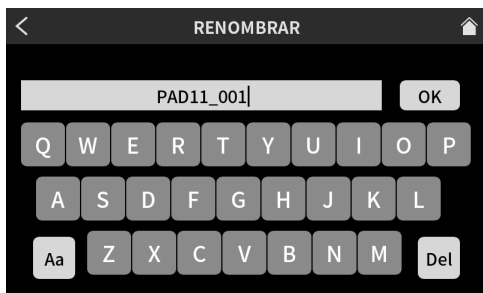 RENOMBRAR
PAD11_001 OK
Q W E R T Y U I O P
A S D F G H J K L
Aa Z X C V B N M Del